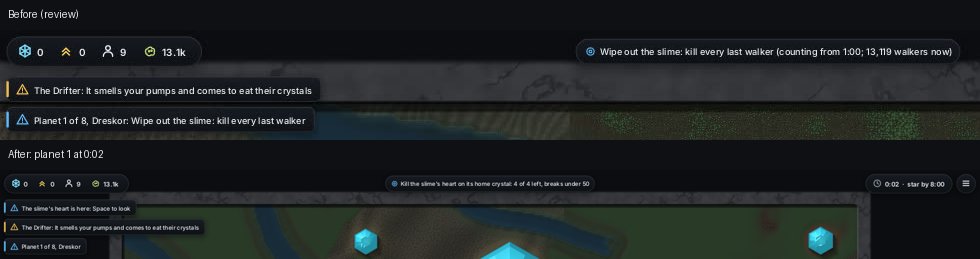 Before (review)
0 0 9 13.1k
Wipe out the slime: kill every last walker (counting from 1:00; 13,119 walkers now)
The Drifter: It smells your pumps and comes to eat their crystals
Planet 1 of 8, Dreskor: Wipe out the slime: kill every last walker
After: planet 1 at 0:02
0 0 9 13.1k
Kill the slime's heart on its home crystal: 4 of 4 left, breaks under 50
0:02 · star by 8:00
The slime's heart is here: Space to look
The Drifter: It smells your pumps and comes to eat their crystals
Planet 1 of 8, Dreskor